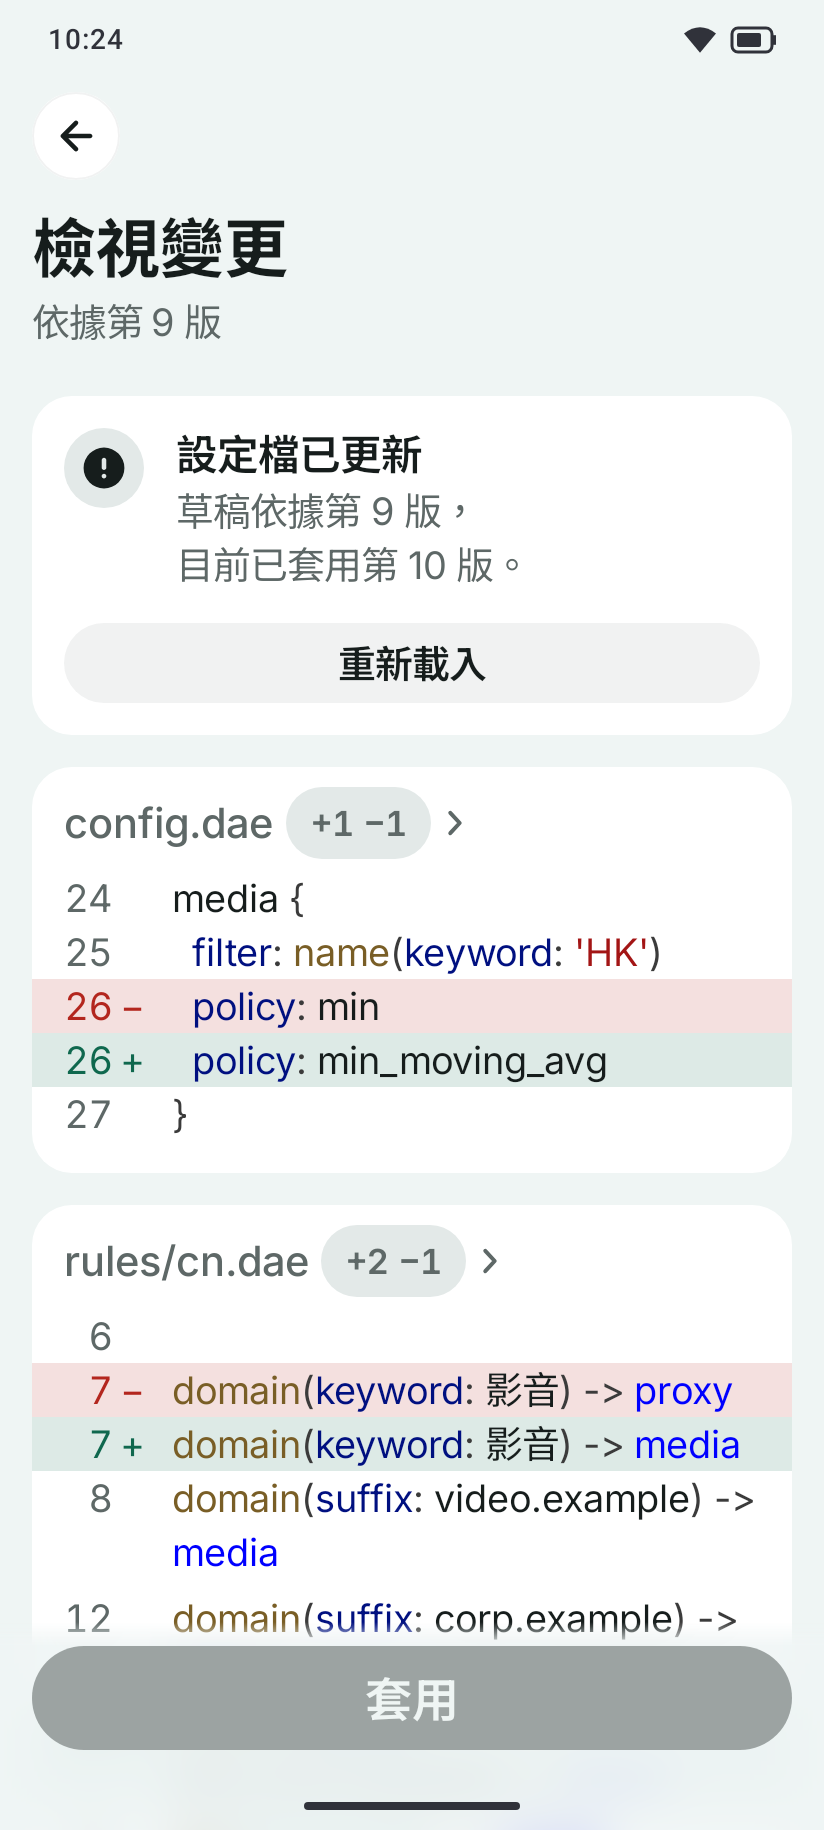 10:24
檢視變更
依據第 9 版
設定檔已更新
草稿依據第 9 版，
目前已套用第 10 版。
重新載入
config.dae +1 −1
24 media {
25 filter: name(keyword: 'HK')
26 − policy: min
26 + policy: min_moving_avg
27 }
rules/cn.dae +2 −1
6
7 − domain(keyword: 影音) -> proxy
7 + domain(keyword: 影音) -> media
8 domain(suffix: video.example) ->
media
12 domain(suffix: corp.example) ->
套用